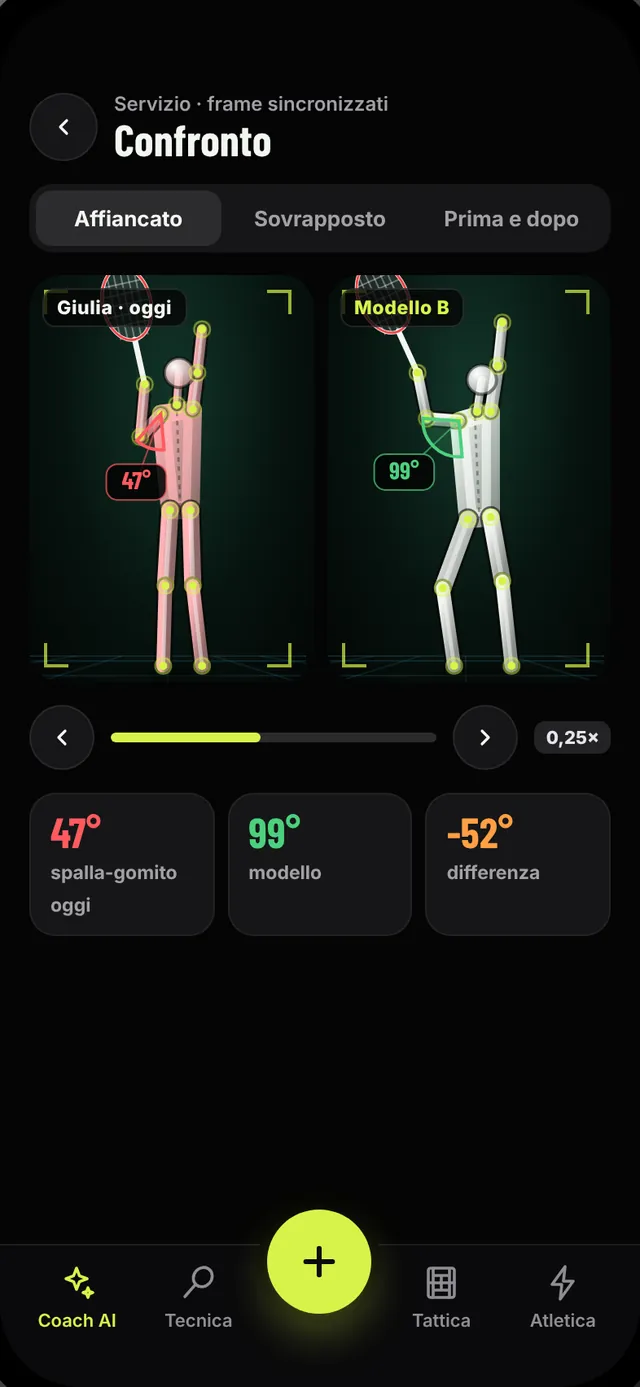 Servizio · frame sincronizzati
Confronto
Affiancato
Sovrapposto
Prima e dopo
Giulia · oggi
Modello B
47°
99°
0,25×
47°
spalla-gomito
oggi
99°
modello
-52°
differenza
Coach AI
Tecnica
Tattica
Atletica